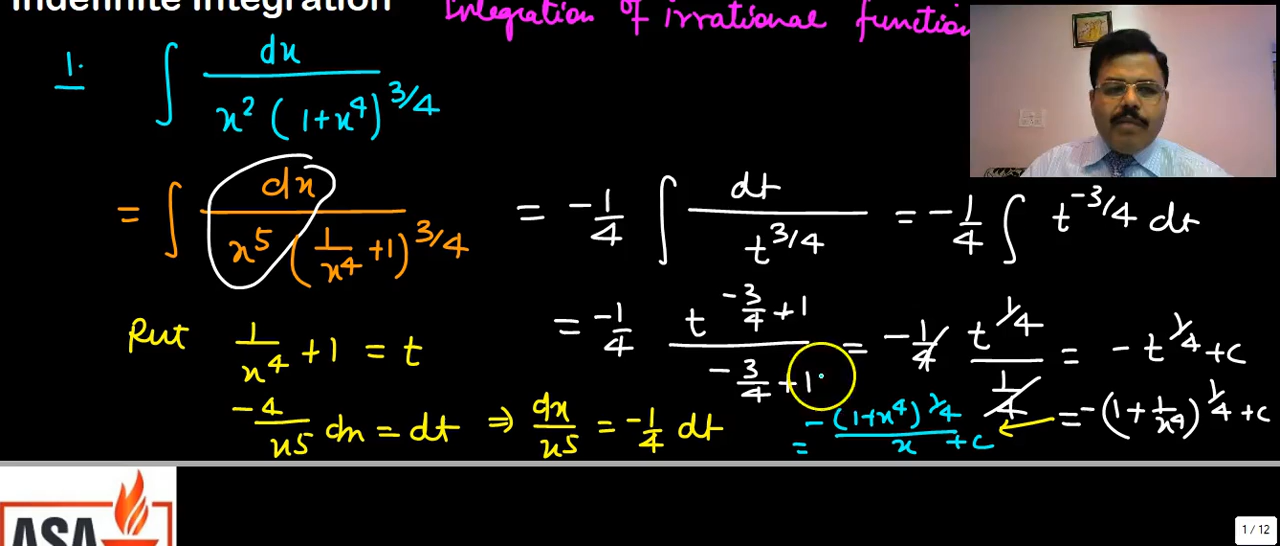 Indefinite Integration
Integration of irrational function
1. ∫ dx / x² (1+x⁴)^3/4
= ∫ dx / x⁵ (1/x⁴ +1)^3/4
Put 1/x⁴ +1 = t
-4/x5 dx = dt ⇒ dx/x5 = -1/4 dt
= -1/4 ∫ dt / t^3/4 = -1/4 ∫ t^-3/4 dt
= -1/4 t^(-3/4 +1) / (-3/4 +1) = -1/4 t^1/4 / (1/4) = - t^1/4 + c
= -(1+1/x⁴)^1/4 + c
= -(1+x⁴)^1/4 / x + c
ASA
1 / 12